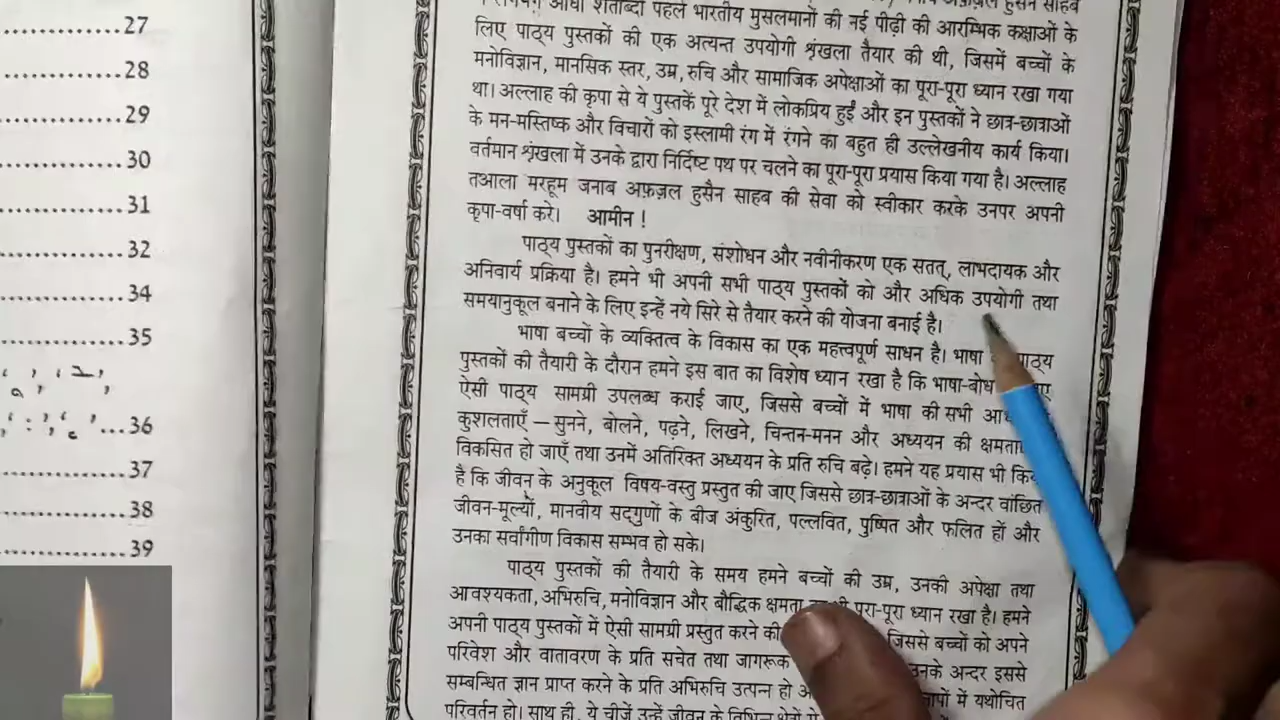 ...............27
...............28
...............29
...............30
...............31
...............32
...............34
...............35
...............36
...............37
...............38
...............39
आधी शताब्दी पहले भारतीय मुसलमानों की नई पीढ़ी की आरम्भिक कक्षाओं के
लिए पाठ्य पुस्तकों की एक अत्यन्त उपयोगी शृंखला तैयार की थी, जिसमें बच्चों के
मनोविज्ञान, मानसिक स्तर, उम्र, रुचि और सामाजिक अपेक्षाओं का पूरा-पूरा ध्यान रखा गया
था। अल्लाह की कृपा से ये पुस्तकें पूरे देश में लोकप्रिय हुईं और इन पुस्तकों ने छात्र-छात्राओं
के मन-मस्तिष्क और विचारों को इस्लामी रंग में रंगने का बहुत ही उल्लेखनीय कार्य किया।
वर्तमान शृंखला में उनके द्वारा निर्दिष्ट पथ पर चलने का पूरा-पूरा प्रयास किया गया है। अल्लाह
तआला मरहूम जनाब अफ़ज़ल हुसैन साहब की सेवा को स्वीकार करके उनपर अपनी
कृपा-वर्षा करे। आमीन !
पाठ्य पुस्तकों का पुनरीक्षण, संशोधन और नवीनीकरण एक सतत्, लाभदायक और
अनिवार्य प्रक्रिया है। हमने भी अपनी सभी पाठ्य पुस्तकों को और अधिक उपयोगी तथा
समयानुकूल बनाने के लिए इन्हें नये सिरे से तैयार करने की योजना बनाई है।
भाषा बच्चों के व्यक्तित्व के विकास का एक महत्त्वपूर्ण साधन है। भाषा पाठ्य
पुस्तकों की तैयारी के दौरान हमने इस बात का विशेष ध्यान रखा है कि भाषा-बोध
ऐसी पाठ्य सामग्री उपलब्ध कराई जाए, जिससे बच्चों में भाषा की सभी
कुशलताएँ — सुनने, बोलने, पढ़ने, लिखने, चिन्तन-मनन और अध्ययन की
विकसित हो जाएँ तथा उनमें अतिरिक्त अध्ययन के प्रति रुचि बढ़े। हमने यह प्रयास भी
है कि जीवन के अनुकूल विषय-वस्तु प्रस्तुत की जाए जिससे छात्र-छात्राओं के अन्दर वांछित
जीवन-मूल्यों, मानवीय सद्‌गुणों के बीज अंकुरित, पल्लवित, पुष्पित और फलित हों और
उनका सर्वांगीण विकास सम्भव हो सके।
पाठ्य पुस्तकों की तैयारी के समय हमने बच्चों की उम्र, उनकी अपेक्षा तथा
आवश्यकता, अभिरुचि, मनोविज्ञान और बौद्धिक क्षमता पूरा-पूरा ध्यान रखा है। हमने
अपनी पाठ्य पुस्तकों में ऐसी सामग्री प्रस्तुत करने की जिससे बच्चों को अपने
परिवेश और वातावरण के प्रति सचेत तथा जागरूक उनके अन्दर इससे
सम्बन्धित ज्ञान प्राप्त करने के प्रति अभिरुचि उत्पन्न हो में यथोचित
परिवर्तन हो। साथ ही, ये चीज़ें उन्हें जीवन के विभिन्न